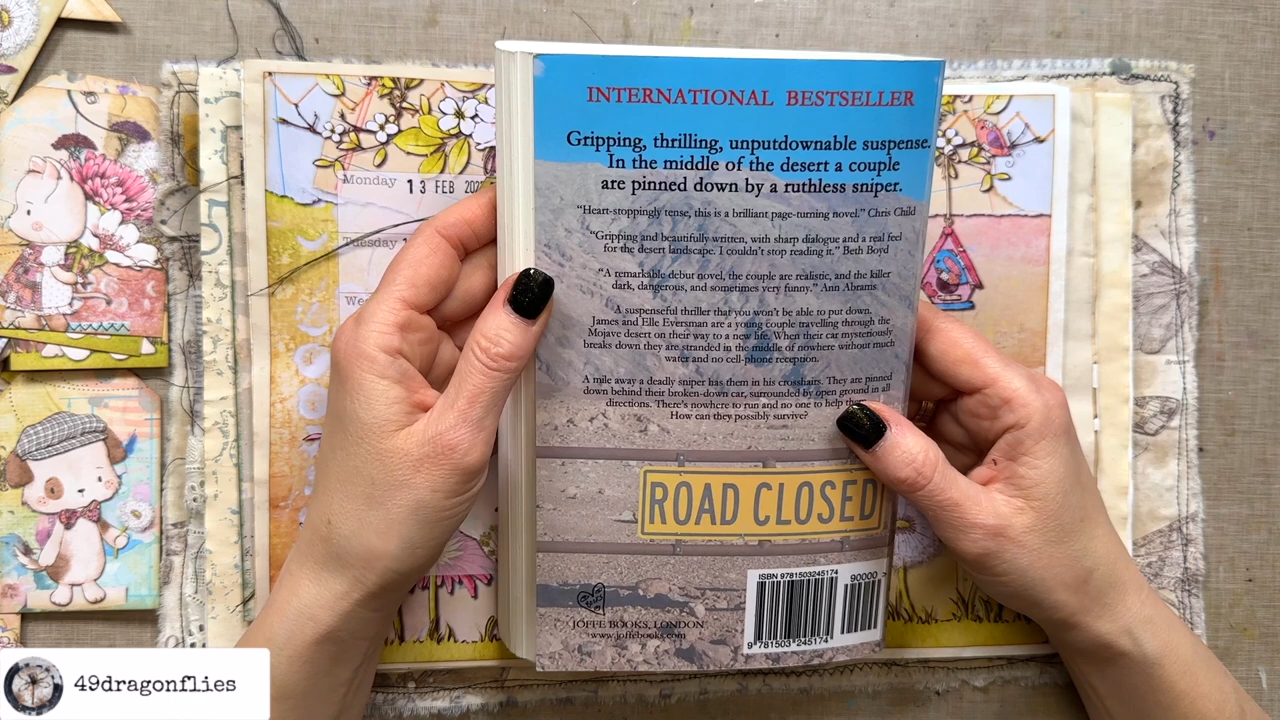 INTERNATIONAL BESTSELLER
Gripping, thrilling, unputdownable suspense.
In the middle of the desert a couple
are pinned down by a ruthless sniper.
“Heart-stoppingly tense, this is a brilliant page-turning novel.” Chris Child
“Gripping and beautifully written, with sharp dialogue and a real feel
for the desert landscape. I couldn’t stop reading it.” Beth Boyd
“A remarkable debut novel, the couple are realistic, and the killer
dark, dangerous, and sometimes very funny.” Ann Abrams
A suspenseful thriller that you won’t be able to put down.
James and Elle Eversman are a young couple travelling through the
Mojave desert on their way to a new life. When their car mysteriously
breaks down they are stranded in the middle of nowhere without much
water and no cell-phone reception.
A mile away a deadly sniper has them in his crosshairs. They are pinned
down behind their broken-down car, surrounded by open ground in all
directions. There’s nowhere to run and no one to help
How can they possibly survive?
ROAD CLOSED
ISBN 9781503245174
90000 >
9 781503 245174
JOFFE BOOKS, LONDON
www.joffebooks.com
Monday 13 FEB
Tuesday
49dragonflies